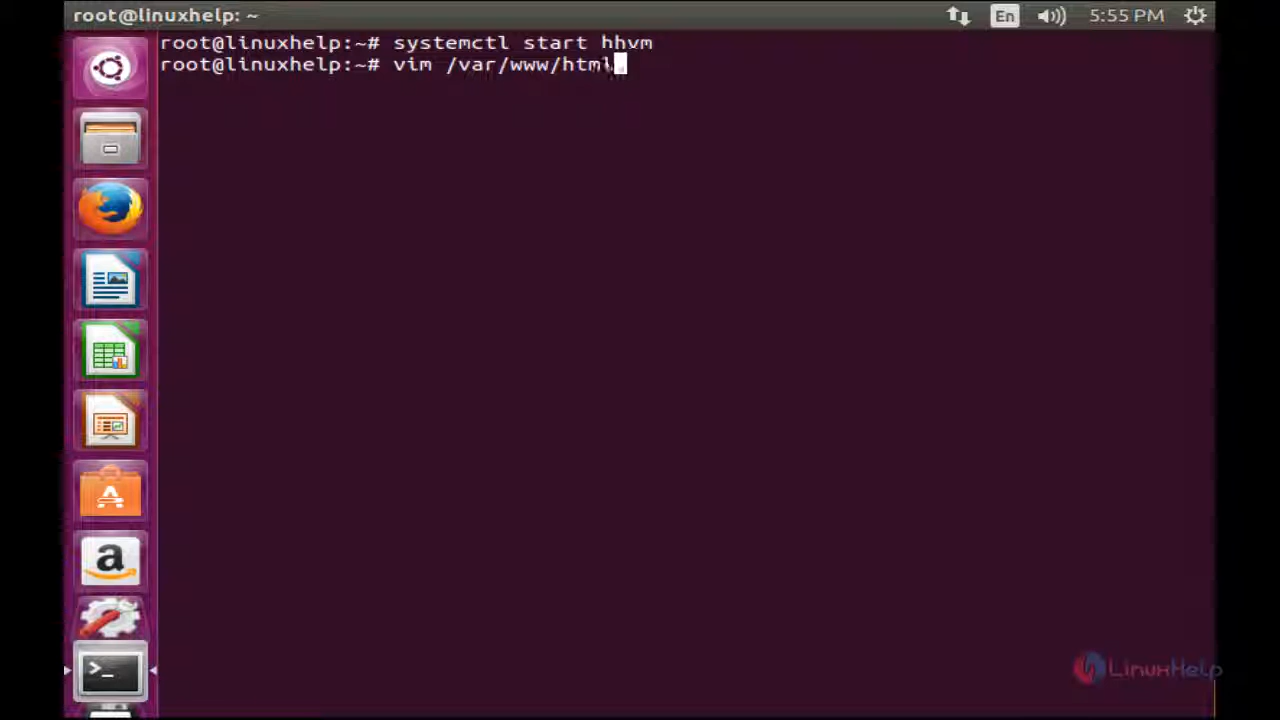 root@linuxhelp: ~
En
5:55 PM
root@linuxhelp:~# systemctl start hhvm
root@linuxhelp:~# vim /var/www/html
LinuxHelp